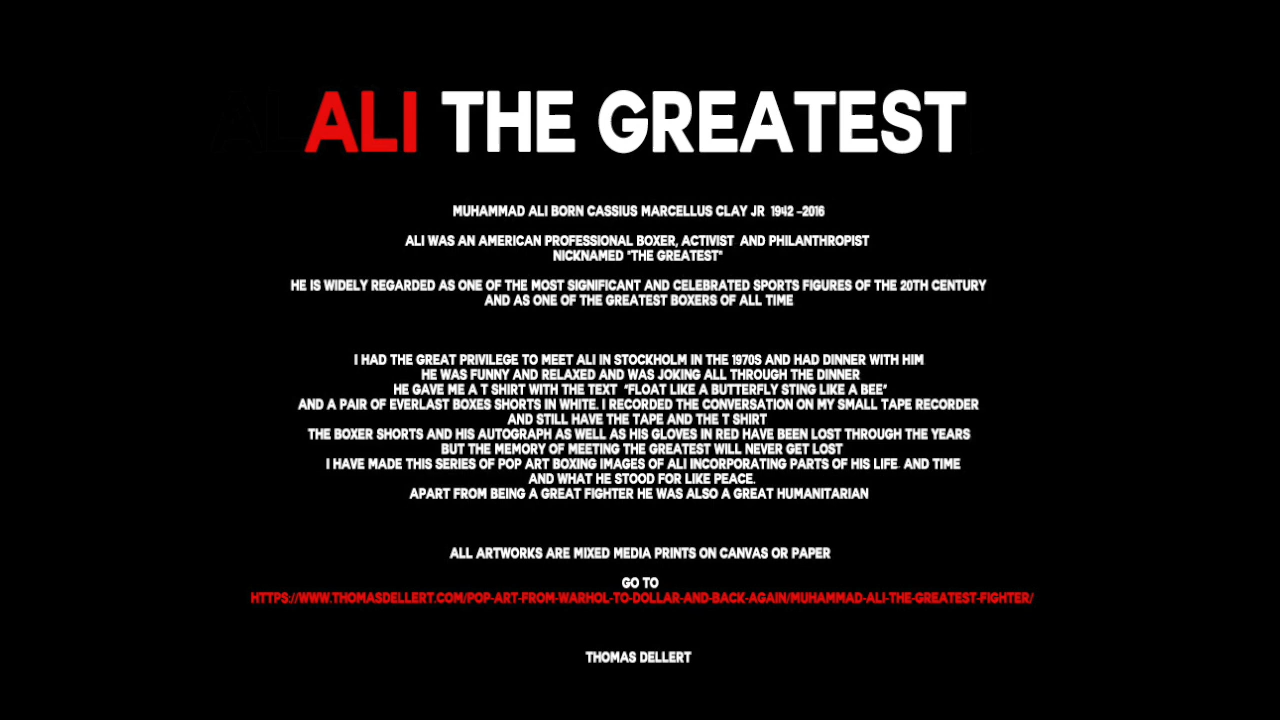 ALI THE GREATEST
MUHAMMAD ALI BORN CASSIUS MARCELLUS CLAY JR 1942 -2016
ALI WAS AN AMERICAN PROFESSIONAL BOXER, ACTIVIST AND PHILANTHROPIST
NICKNAMED "THE GREATEST"
HE IS WIDELY REGARDED AS ONE OF THE MOST SIGNIFICANT AND CELEBRATED SPORTS FIGURES OF THE 20TH CENTURY
AND AS ONE OF THE GREATEST BOXERS OF ALL TIME
I HAD THE GREAT PRIVILEGE TO MEET ALI IN STOCKHOLM IN THE 1970S AND HAD DINNER WITH HIM
HE WAS FUNNY AND RELAXED AND WAS JOKING ALL THROUGH THE DINNER
HE GAVE ME A T SHIRT WITH THE TEXT "FLOAT LIKE A BUTTERFLY STING LIKE A BEE"
AND A PAIR OF EVERLAST BOXES SHORTS IN WHITE. I RECORDED THE CONVERSATION ON MY SMALL TAPE RECORDER
AND STILL HAVE THE TAPE AND THE T SHIRT
THE BOXER SHORTS AND HIS AUTOGRAPH AS WELL AS HIS GLOVES IN RED HAVE BEEN LOST THROUGH THE YEARS
BUT THE MEMORY OF MEETING THE GREATEST WILL NEVER GET LOST
I HAVE MADE THIS SERIES OF POP ART BOXING IMAGES OF ALI INCORPORATING PARTS OF HIS LIFE AND TIME
AND WHAT HE STOOD FOR LIKE PEACE.
APART FROM BEING A GREAT FIGHTER HE WAS ALSO A GREAT HUMANITARIAN
ALL ARTWORKS ARE MIXED MEDIA PRINTS ON CANVAS OR PAPER
GO TO
HTTPS://WWW.THOMASDELLERT.COM/POP-ART-FROM-WARHOL-TO-DOLLAR-AND-BACK-AGAIN/MUHAMMAD-ALI-THE-GREATEST-FIGHTER/
THOMAS DELLERT